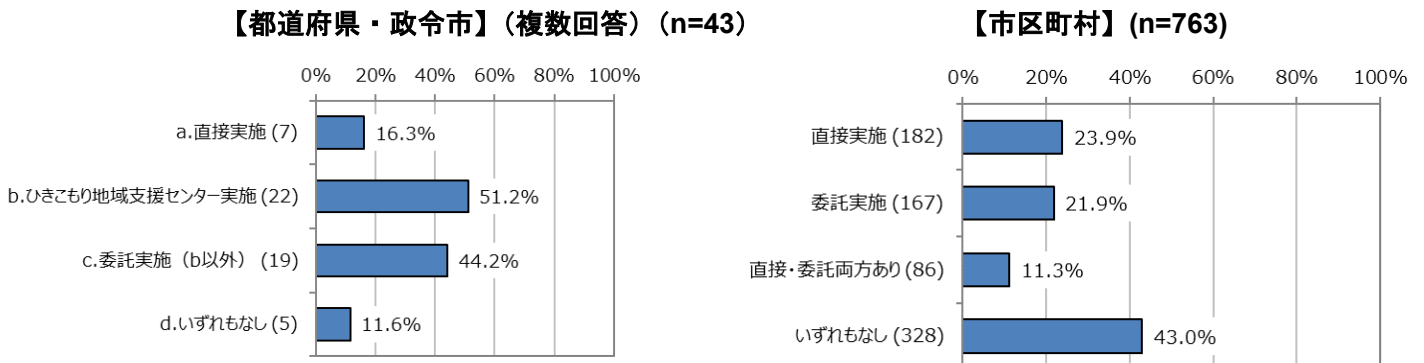 【都道府県・政令市】（複数回答）（n=43）
0% 20% 40% 60% 80% 100%
a.直接実施 (7) 16.3%
b.ひきこもり地域支援センター実施 (22) 51.2%
c.委託実施（b以外） (19) 44.2%
d.いずれもなし (5) 11.6%
【市区町村】(n=763)
0% 20% 40% 60% 80% 100%
直接実施 (182) 23.9%
委託実施 (167) 21.9%
直接・委託両方あり (86) 11.3%
いずれもなし (328) 43.0%